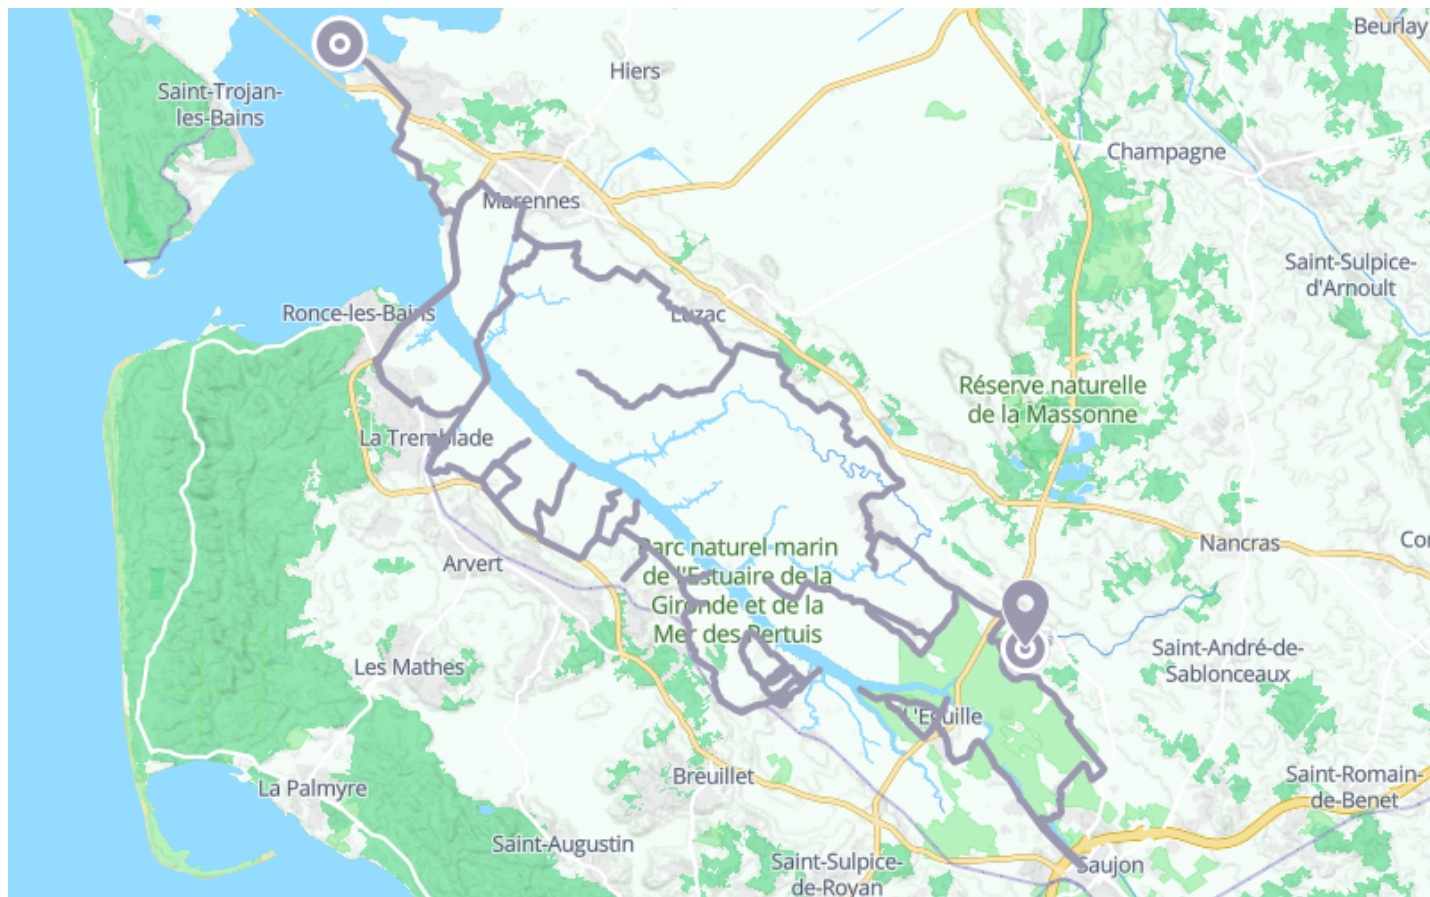 Beurlay
Hiers
Saint-Trojan-
les-Bains
Champagne
Marennes
Saint-Sulpice-
d'Arnoult
Ronce-les-Bains
Luzac
Réserve naturelle
de la Massonne
La Tremblade
Nancras
Parc naturel marin
de l'Estuaire de la
Gironde et de la
Mer des Pertuis
Arvert
Saint-André-de-
Sablonceaux
Les Mathes
L'Eguille
Breuillet
La Palmyre
Saint-Romain-
de-Benet
Saint-Augustin
Saint-Sulpice-
de-Royan
Saujon